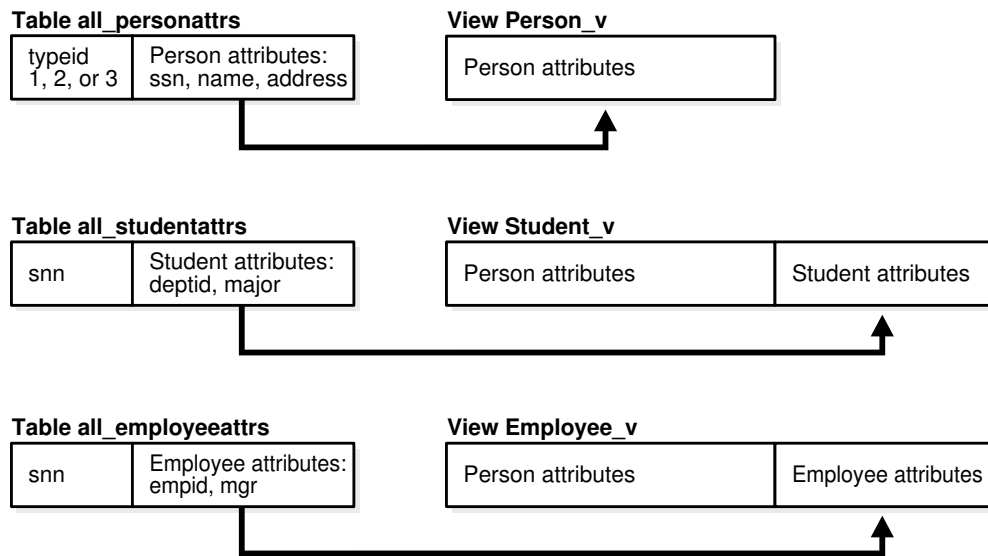 Table all_personattrs
View Person_v
typeid
1, 2, or 3
Person attributes:
ssn, name, address
Person attributes
Table all_studentattrs
View Student_v
snn
Student attributes:
deptid, major
Person attributes
Student attributes
Table all_employeeattrs
View Employee_v
snn
Employee attributes:
empid, mgr
Person attributes
Employee attributes